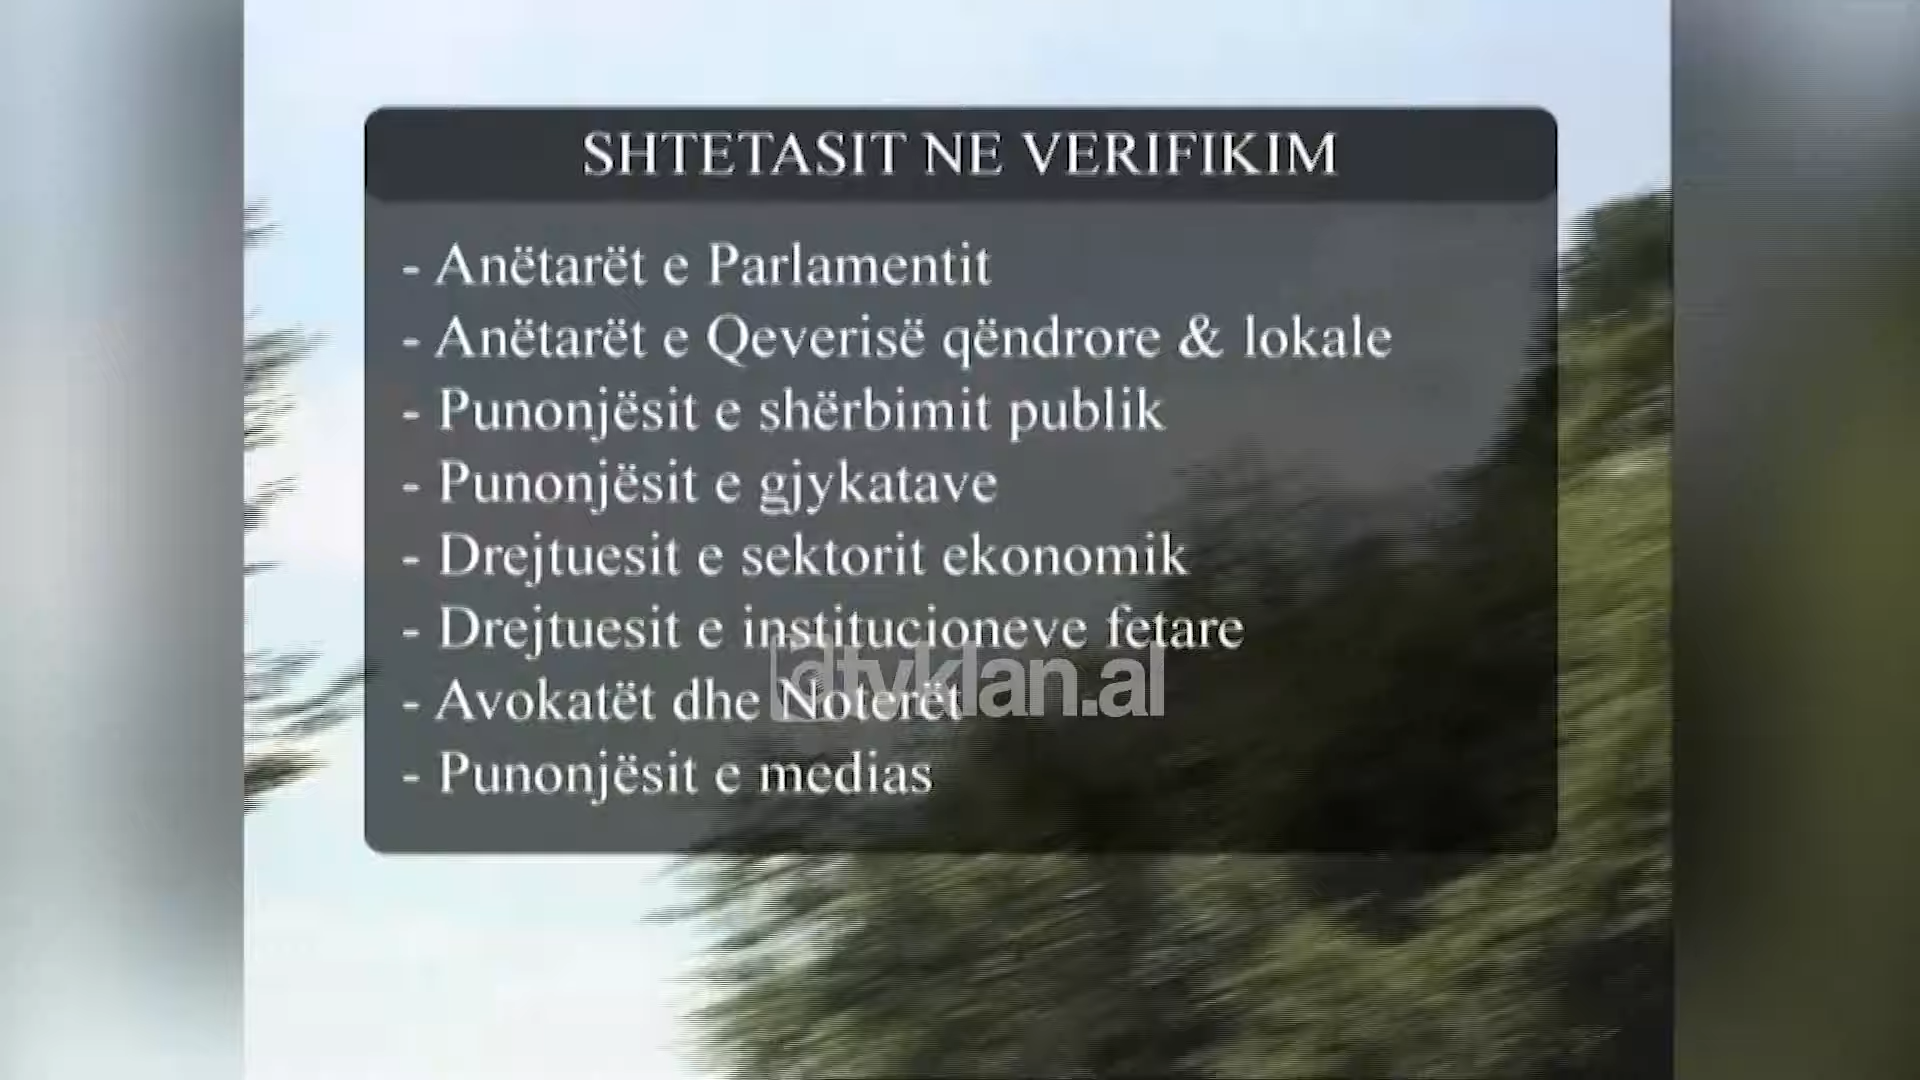 SHTETASIT NE VERIFIKIM
- Anëtarët e Parlamentit
- Anëtarët e Qeverisë qëndrore & lokale
- Punonjësit e shërbimit publik
- Punonjësit e gjykatave
- Drejtuesit e sektorit ekonomik
- Drejtuesit e institucioneve fetare
- Avokatët dhe Noterët
- Punonjësit e medias
tvklan.al